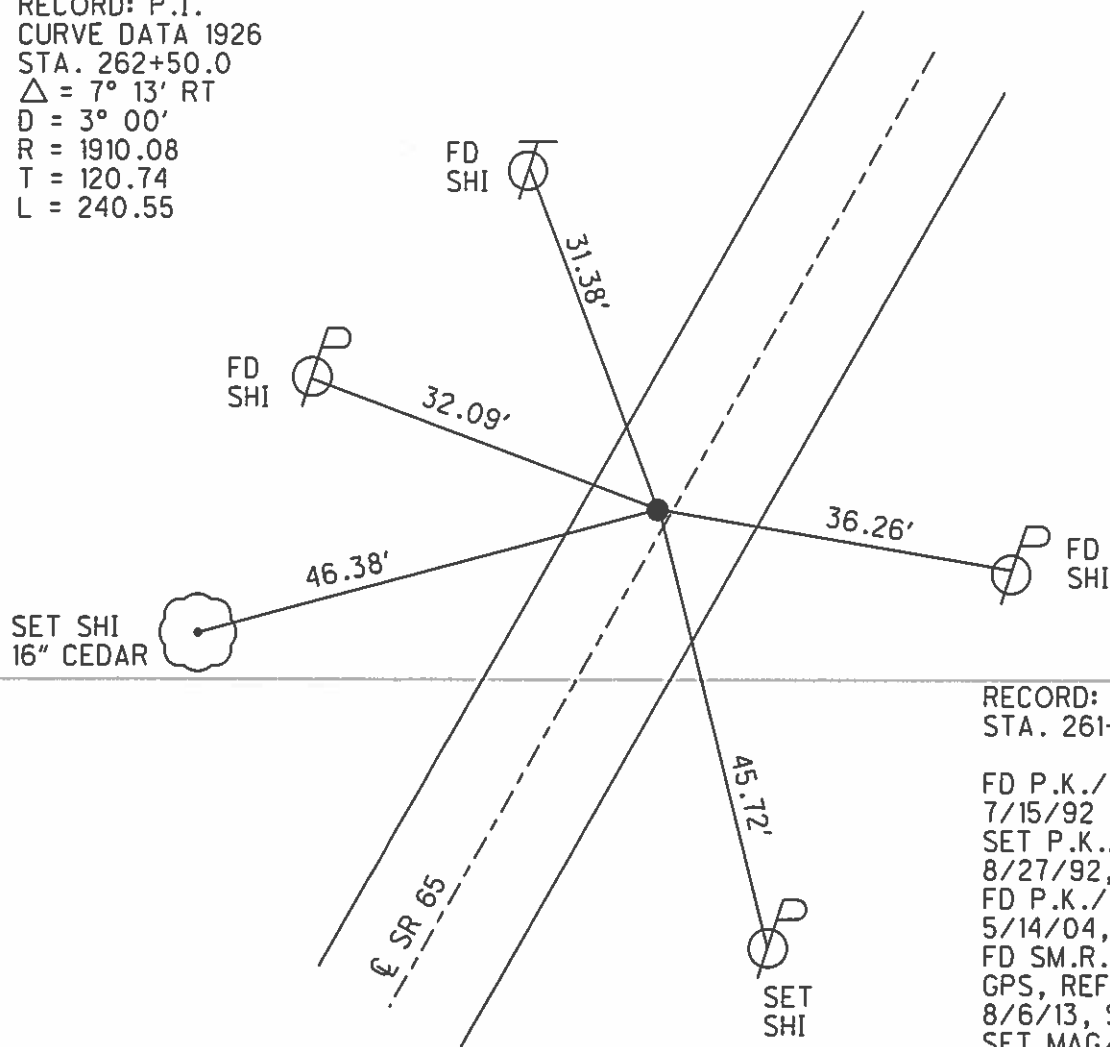 RECORD: P.I.
CURVE DATA 1926
STA. 262+50.0
△ = 7° 13' RT
D = 3° 00'
R = 1910.08
T = 120.74
L = 240.55
FD
SHI
31.38'
FD
SHI
32.09'
36.26'
FD
SHI
46.38'
SET SHI
16" CEDAR
45.72'
℄ SR 65
SET
SHI
RECORD:
STA. 261
FD P.K./
7/15/92
SET P.K.
8/27/92,
FD P.K./
5/14/04,
FD SM.R.
GPS, REF
8/6/13,
SET MAG